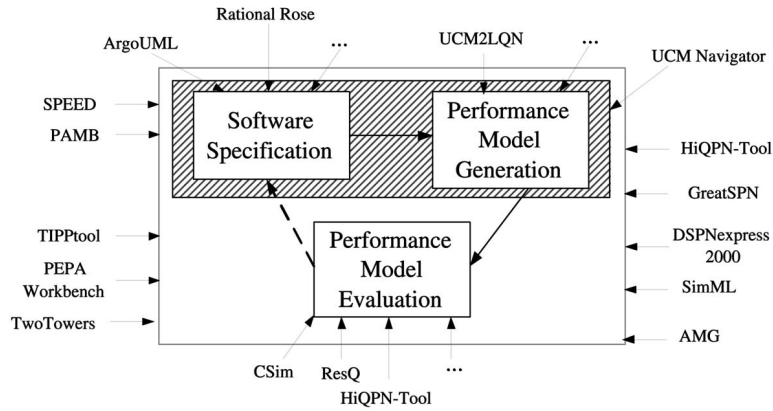 Rational Rose
ArgoUML
...
UCM2LQN
...
UCM Navigator
SPEED
PAMB
Software
Specification
Performance
Model
Generation
HiQPN-Tool
GreatSPN
TIPPtool
PEPA
Workbench
TwoTowers
Performance
Model
Evaluation
DSPNexpress
2000
SimML
AMG
CSim
ResQ
HiQPN-Tool
...